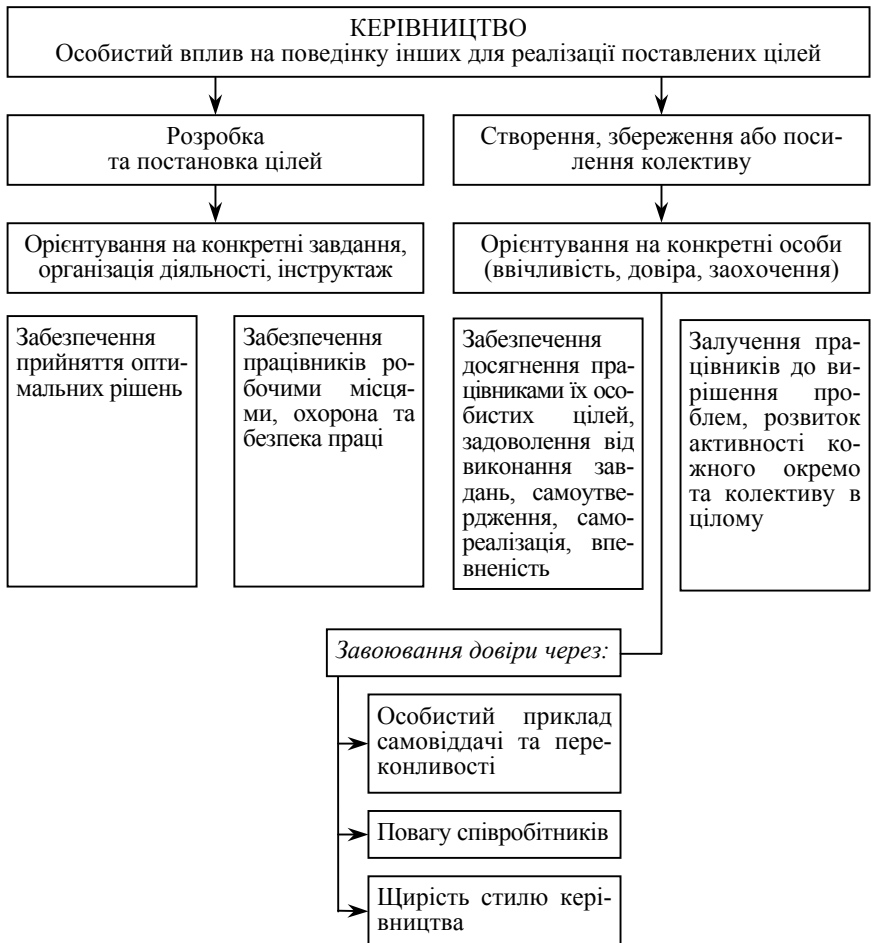 КЕРІВНИЦТВО
Особистий вплив на поведінку інших для реалізації поставлених цілей
Розробка
та постановка цілей
Створення, збереження або поси-
лення колективу
Орієнтування на конкретні завдання,
організація діяльності, інструктаж
Орієнтування на конкретні особи
(ввічливість, довіра, заохочення)
Забезпечення
прийняття опти-
мальних рішень
Забезпечення
працівників ро-
бочими місця-
ми, охорона та
безпека праці
Забезпечення
досягнення пра-
цівниками їх осо-
бистих цілей,
задоволення від
виконання зав-
дань, самоутве-
рдження, само-
реалізація, впе-
вненість
Залучення пра-
цівників до ви-
рішення про-
блем, розвиток
активності ко-
жного окремо
та колективу в
цілому
Завоювання довіри через:
Особистий приклад
самовіддачі та пере-
конливості
Повагу співробітників
Щирість стилю кері-
вництва